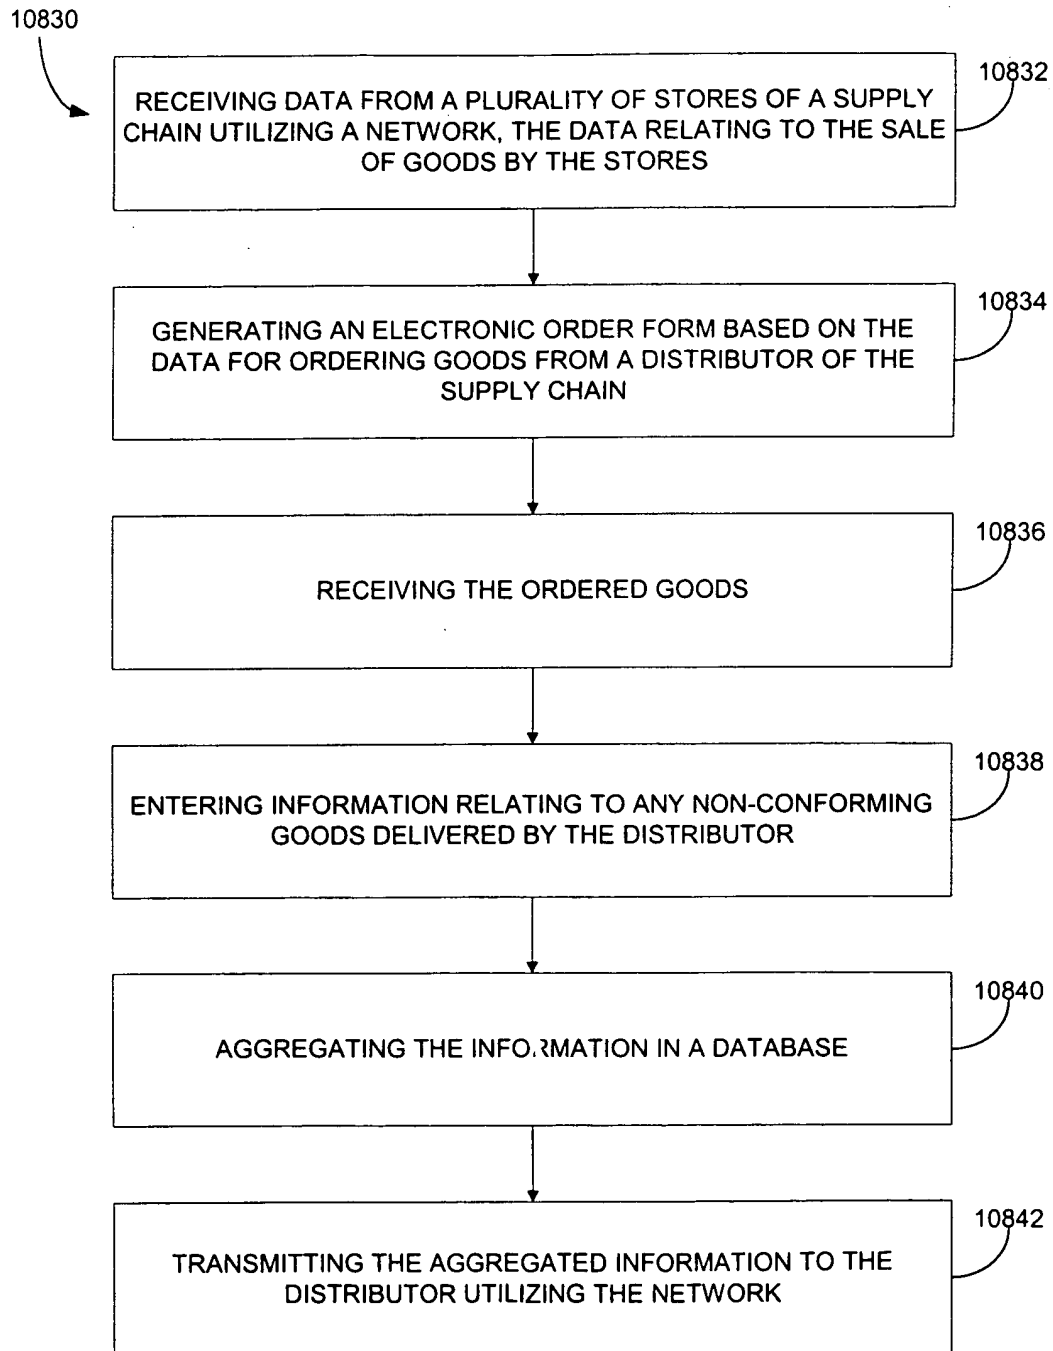 10830
10832
RECEIVING DATA FROM A PLURALITY OF STORES OF A SUPPLY
CHAIN UTILIZING A NETWORK, THE DATA RELATING TO THE SALE
OF GOODS BY THE STORES
10834
GENERATING AN ELECTRONIC ORDER FORM BASED ON THE
DATA FOR ORDERING GOODS FROM A DISTRIBUTOR OF THE
SUPPLY CHAIN
10836
RECEIVING THE ORDERED GOODS
10838
ENTERING INFORMATION RELATING TO ANY NON-CONFORMING
GOODS DELIVERED BY THE DISTRIBUTOR
10840
AGGREGATING THE INFORMATION IN A DATABASE
10842
TRANSMITTING THE AGGREGATED INFORMATION TO THE
DISTRIBUTOR UTILIZING THE NETWORK